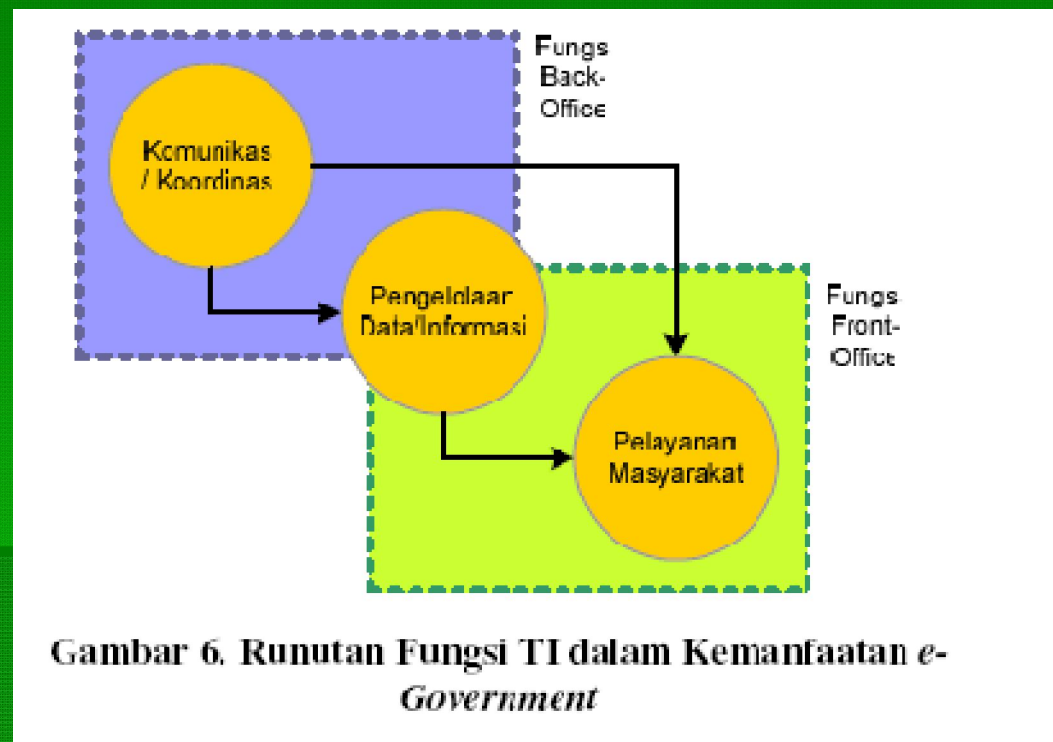 Fungs
Back-
Office
Komunikas
/ Koordinas
Pengelolaan
Data/Informasi
Fungs
Front-
Office
Pelayanan
Masyarakat
Gambar 6. Runutan Fungsi TI dalam Kemanfaatan e-
Government